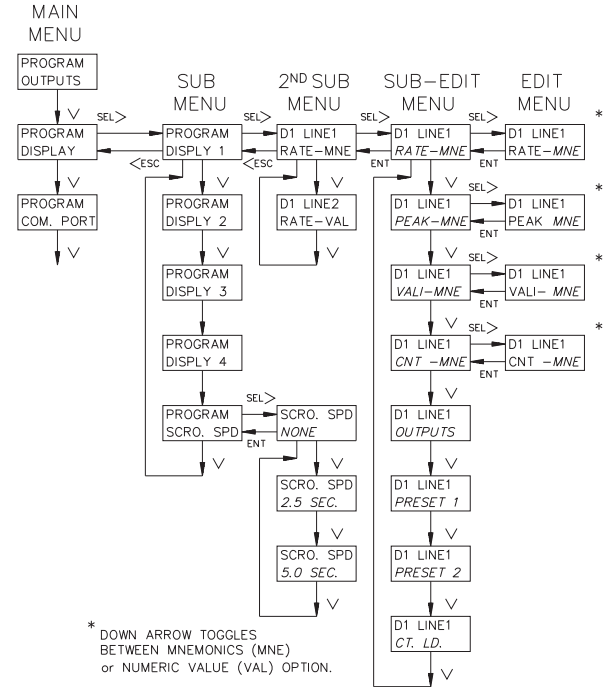 MAIN
MENU
PROGRAM
OUTPUTS
SUB
MENU
2ND SUB
MENU
SUB-EDIT
MENU
EDIT
MENU
*
V
SEL>
SEL>
SEL>
SEL>
PROGRAM
DISPLAY
PROGRAM
DISPLY 1
D1 LINE1
RATE-MNE
D1 LINE1
RATE-MNE
D1 LINE1
RATE-MNE
<ESC
<ESC
ENT
ENT
V
V
V
V
SEL>
*
PROGRAM
COM. PORT
PROGRAM
DISPLY 2
D1 LINE2
RATE-VAL
D1 LINE1
PEAK-MNE
D1 LINE1
PEAK MNE
ENT
V
V
V
V
SEL>
*
PROGRAM
DISPLY 3
D1 LINE1
VALI-MNE
D1 LINE1
VALI- MNE
ENT
V
SEL>
*
PROGRAM
DISPLY 4
D1 LINE1
CNT -MNE
D1 LINE1
CNT -MNE
ENT
V
SEL>
PROGRAM
SCRO. SPD
SCRO. SPD
NONE
ENT
D1 LINE1
OUTPUTS
V
V
V
SCRO. SPD
2.5 SEC.
D1 LINE1
PRESET 1
V
V
SCRO. SPD
5.0 SEC.
D1 LINE1
PRESET 2
V
V
D1 LINE1
CT. LD.
V
* DOWN ARROW TOGGLES
BETWEEN MNEMONICS (MNE)
or NUMERIC VALUE (VAL) OPTION.